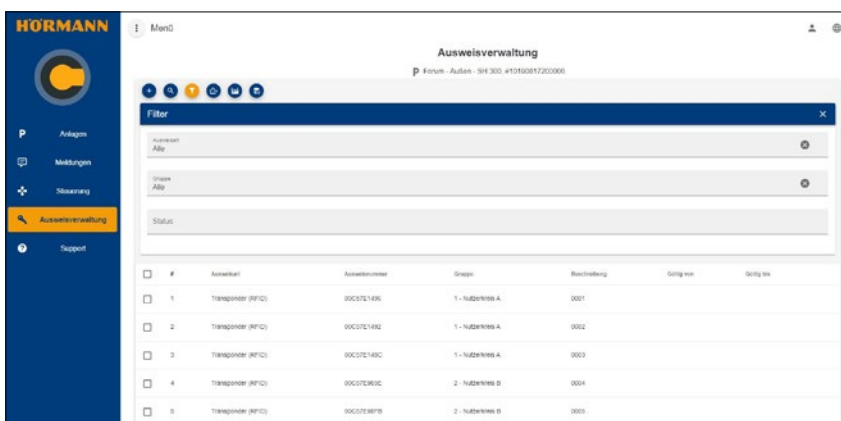 HÖRMANN
Menü
Ausweisverwaltung
P Forum - Außen - SH 300,
Filter
×
Ausweisart
Alle
Gruppe
Alle
Status
P Anlagen
Meldungen
Steuerung
Ausweisverwaltung
Support
# Ausweisart Ausweisnummer Gruppe Beschreibung Gültig von Gültig bis
1 Transponder (RFID) 1 - Nutzerkreis A 0001
2 Transponder (RFID) 00C57E1492 1 - Nutzerkreis A 0002
3 Transponder (RFID) 00C57E149C 1 - Nutzerkreis A 0003
4 Transponder (RFID) 2 - Nutzerkreis B 0004
5 Transponder (RFID) 2 - Nutzerkreis B 0005